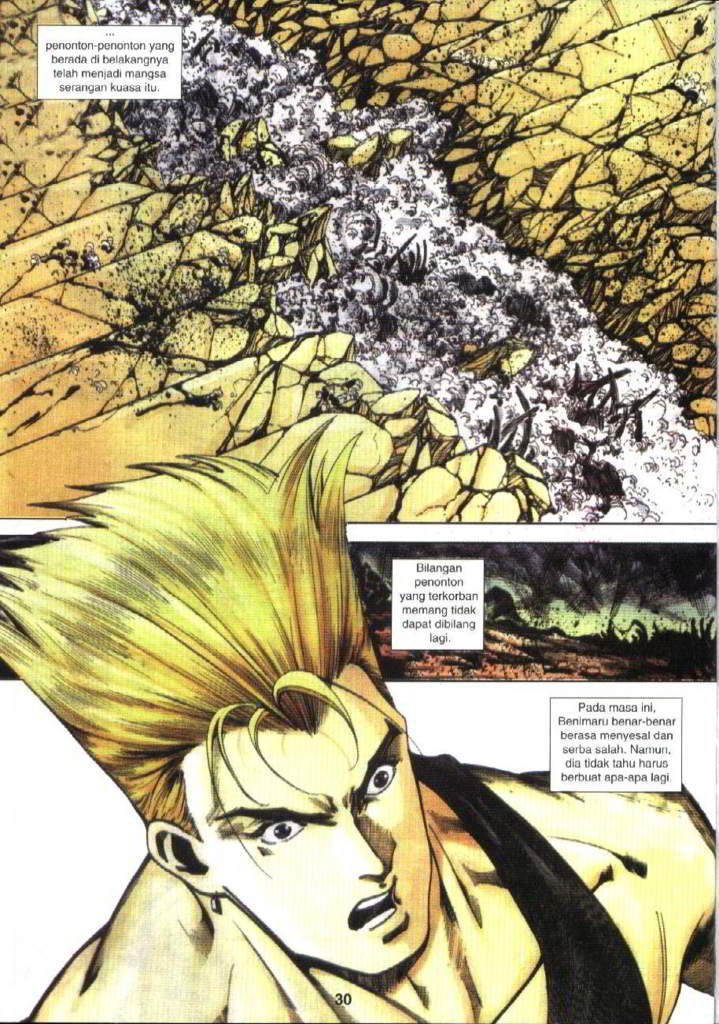 ...
penonton-penonton yang
berada di belakangnya
telah menjadi mangsa
serangan kuasa itu.
Bilangan
penonton
yang terkorban
memang tidak
dapat dibilang
lagi.
Pada masa ini,
Benimaru benar-benar
berasa menyesal dan
serba salah. Namun,
dia tidak tahu harus
berbuat apa-apa lagi.
30